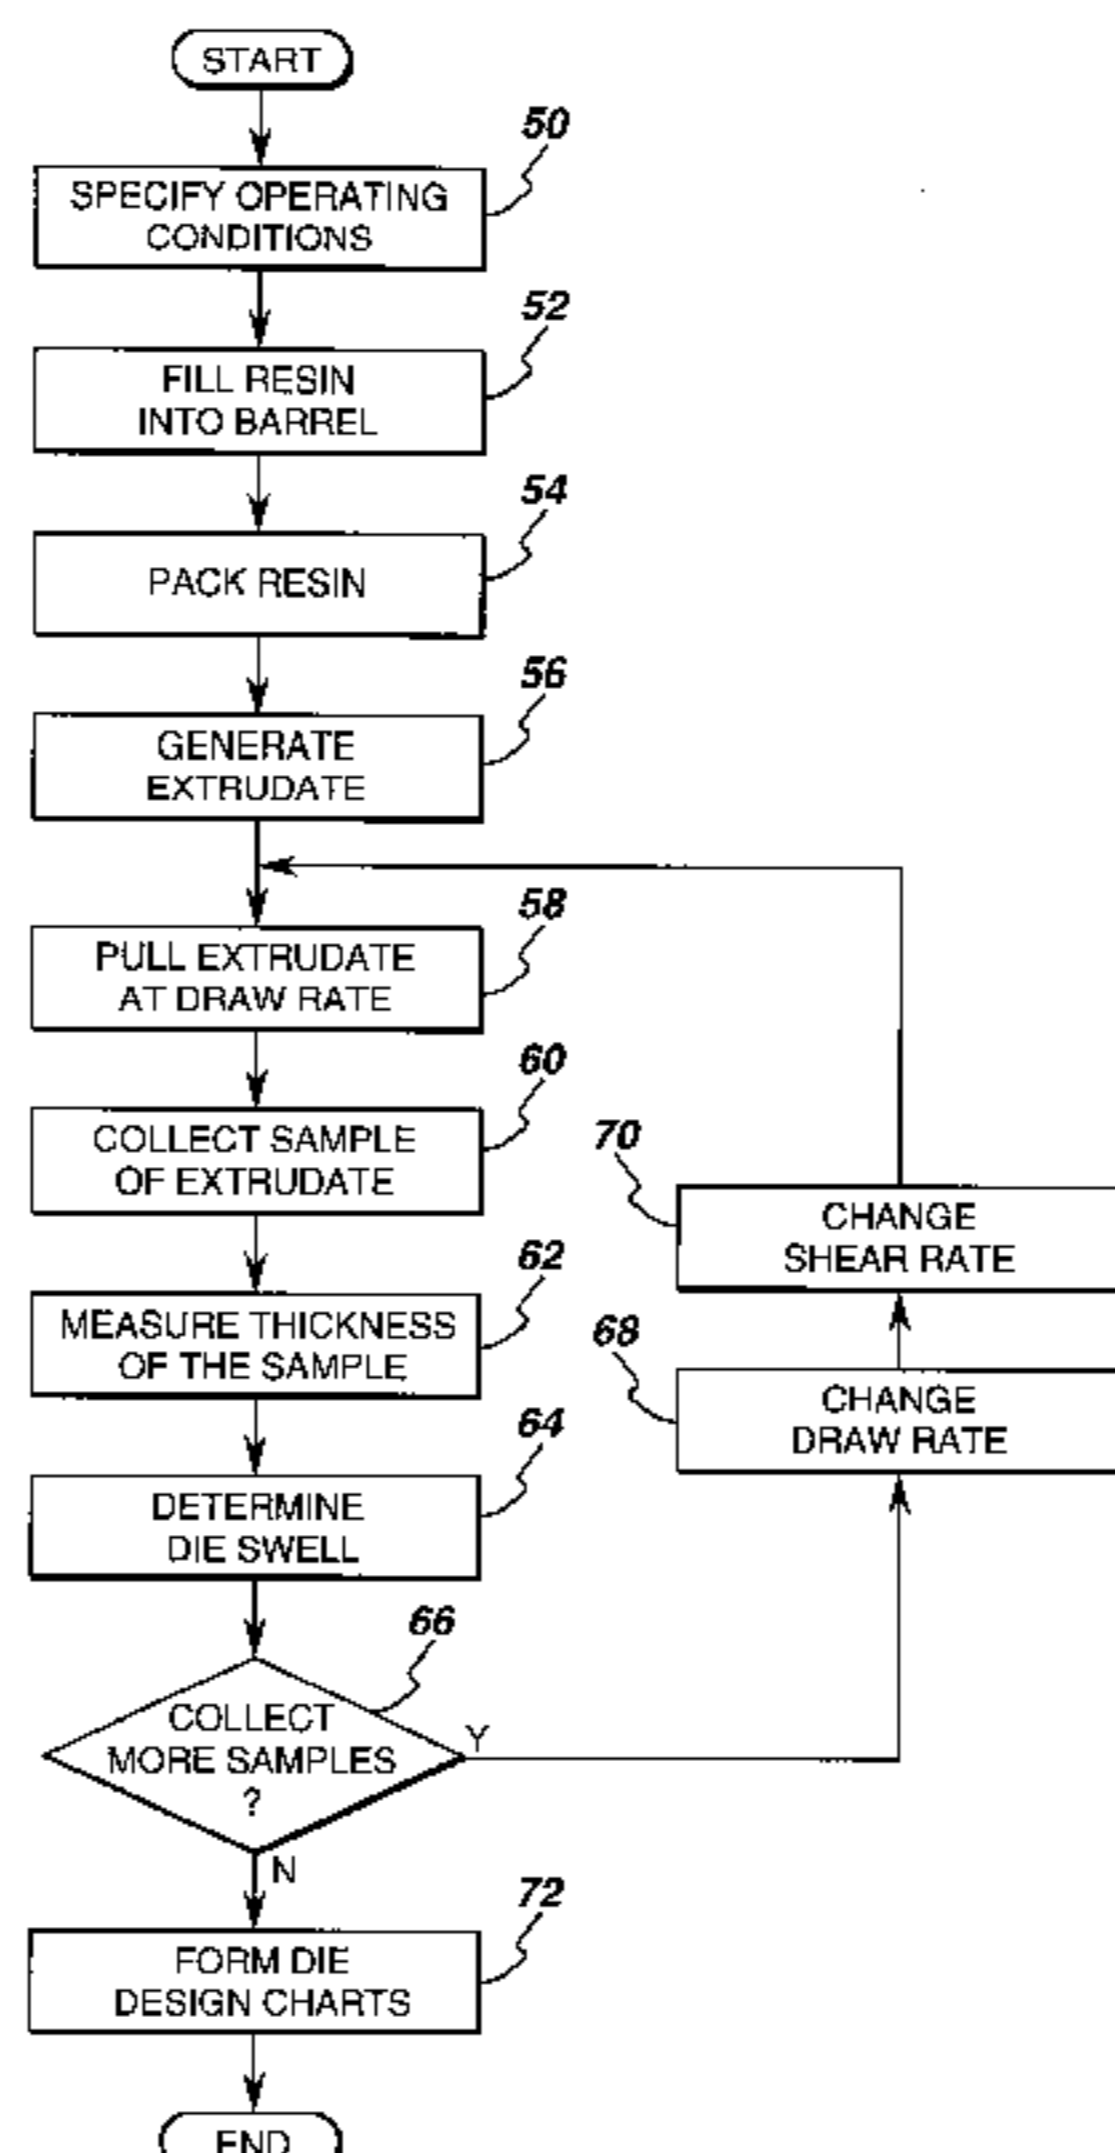 START
50
SPECIFY OPERATING
CONDITIONS
52
FILL RESIN
INTO BARREL
54
PACK RESIN
56
GENERATE
EXTRUDATE
58
PULL EXTRUDATE
AT DRAW RATE
60
COLLECT SAMPLE
OF EXTRUDATE
70
CHANGE
SHEAR RATE
62
MEASURE THICKNESS
OF THE SAMPLE
68
CHANGE
DRAW RATE
64
DETERMINE
DIE SWELL
66
COLLECT
MORE SAMPLES
?
Y
N
72
FORM DIE
DESIGN CHARTS
END